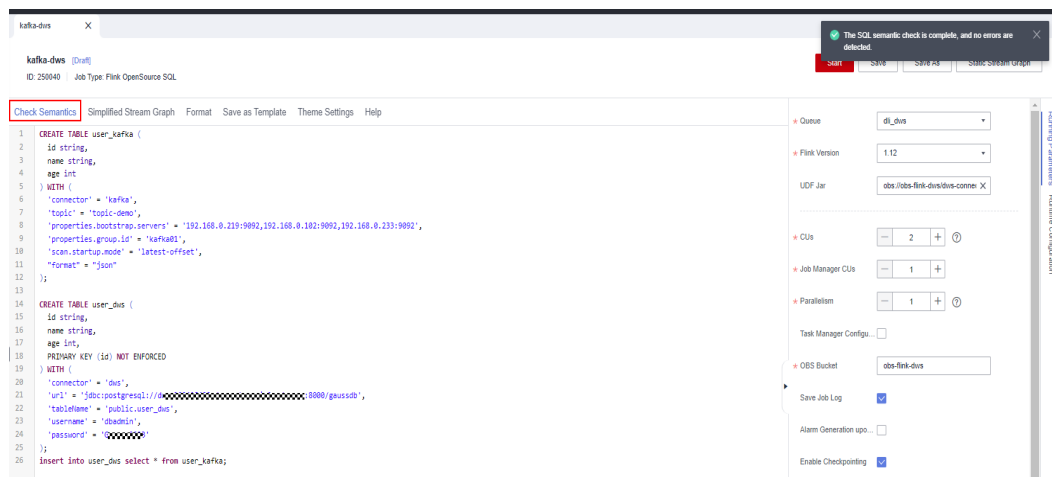 kafka-dws X
The SQL semantic check is complete, and no errors are
detected.
kafka-dws [Draft]
Start Save Save As Static Stream Graph
ID: 250040 Job Type: Flink OpenSource SQL
Check Semantics Simplified Stream Graph Format Save as Template Theme Settings Help
1 CREATE TABLE user_kafka (
2 id string,
3 name string,
4 age int
5 ) WITH (
6 'connector' = 'kafka',
7 'topic' = 'topic-demo',
8 'properties.bootstrap.servers' = '192.168.0.219:9092,192.168.0.102:9092,192.168.0.233:9092',
9 'properties.group.id' = 'kafka01',
10 'scan.startup.mode' = 'latest-offset',
11 "format" = "json"
12 );
13
14 CREATE TABLE user_dws (
15 id string,
16 name string,
17 age int,
18 PRIMARY KEY (id) NOT ENFORCED
19 ) WITH (
20 'connector' = 'dws',
21 'url' = 'jdbc:postgresql://d :8000/gaussdb',
22 'tableName' = 'public.user_dws',
23 'username' = 'dbadmin',
24 'password' = '
25 );
26 insert into user_dws select * from user_kafka;
* Queue dli_dws
* Flink Version 1.12
UDF Jar obs://obs-flink-dws/dws-connec X
* CUs − 2 + ?
* Job Manager CUs − 1 +
* Parallelism − 1 + ?
Task Manager Configu...
* OBS Bucket obs-flink-dws
Save Job Log
Alarm Generation upo...
Enable Checkpointing
Running Parameters
Runtime Configuration